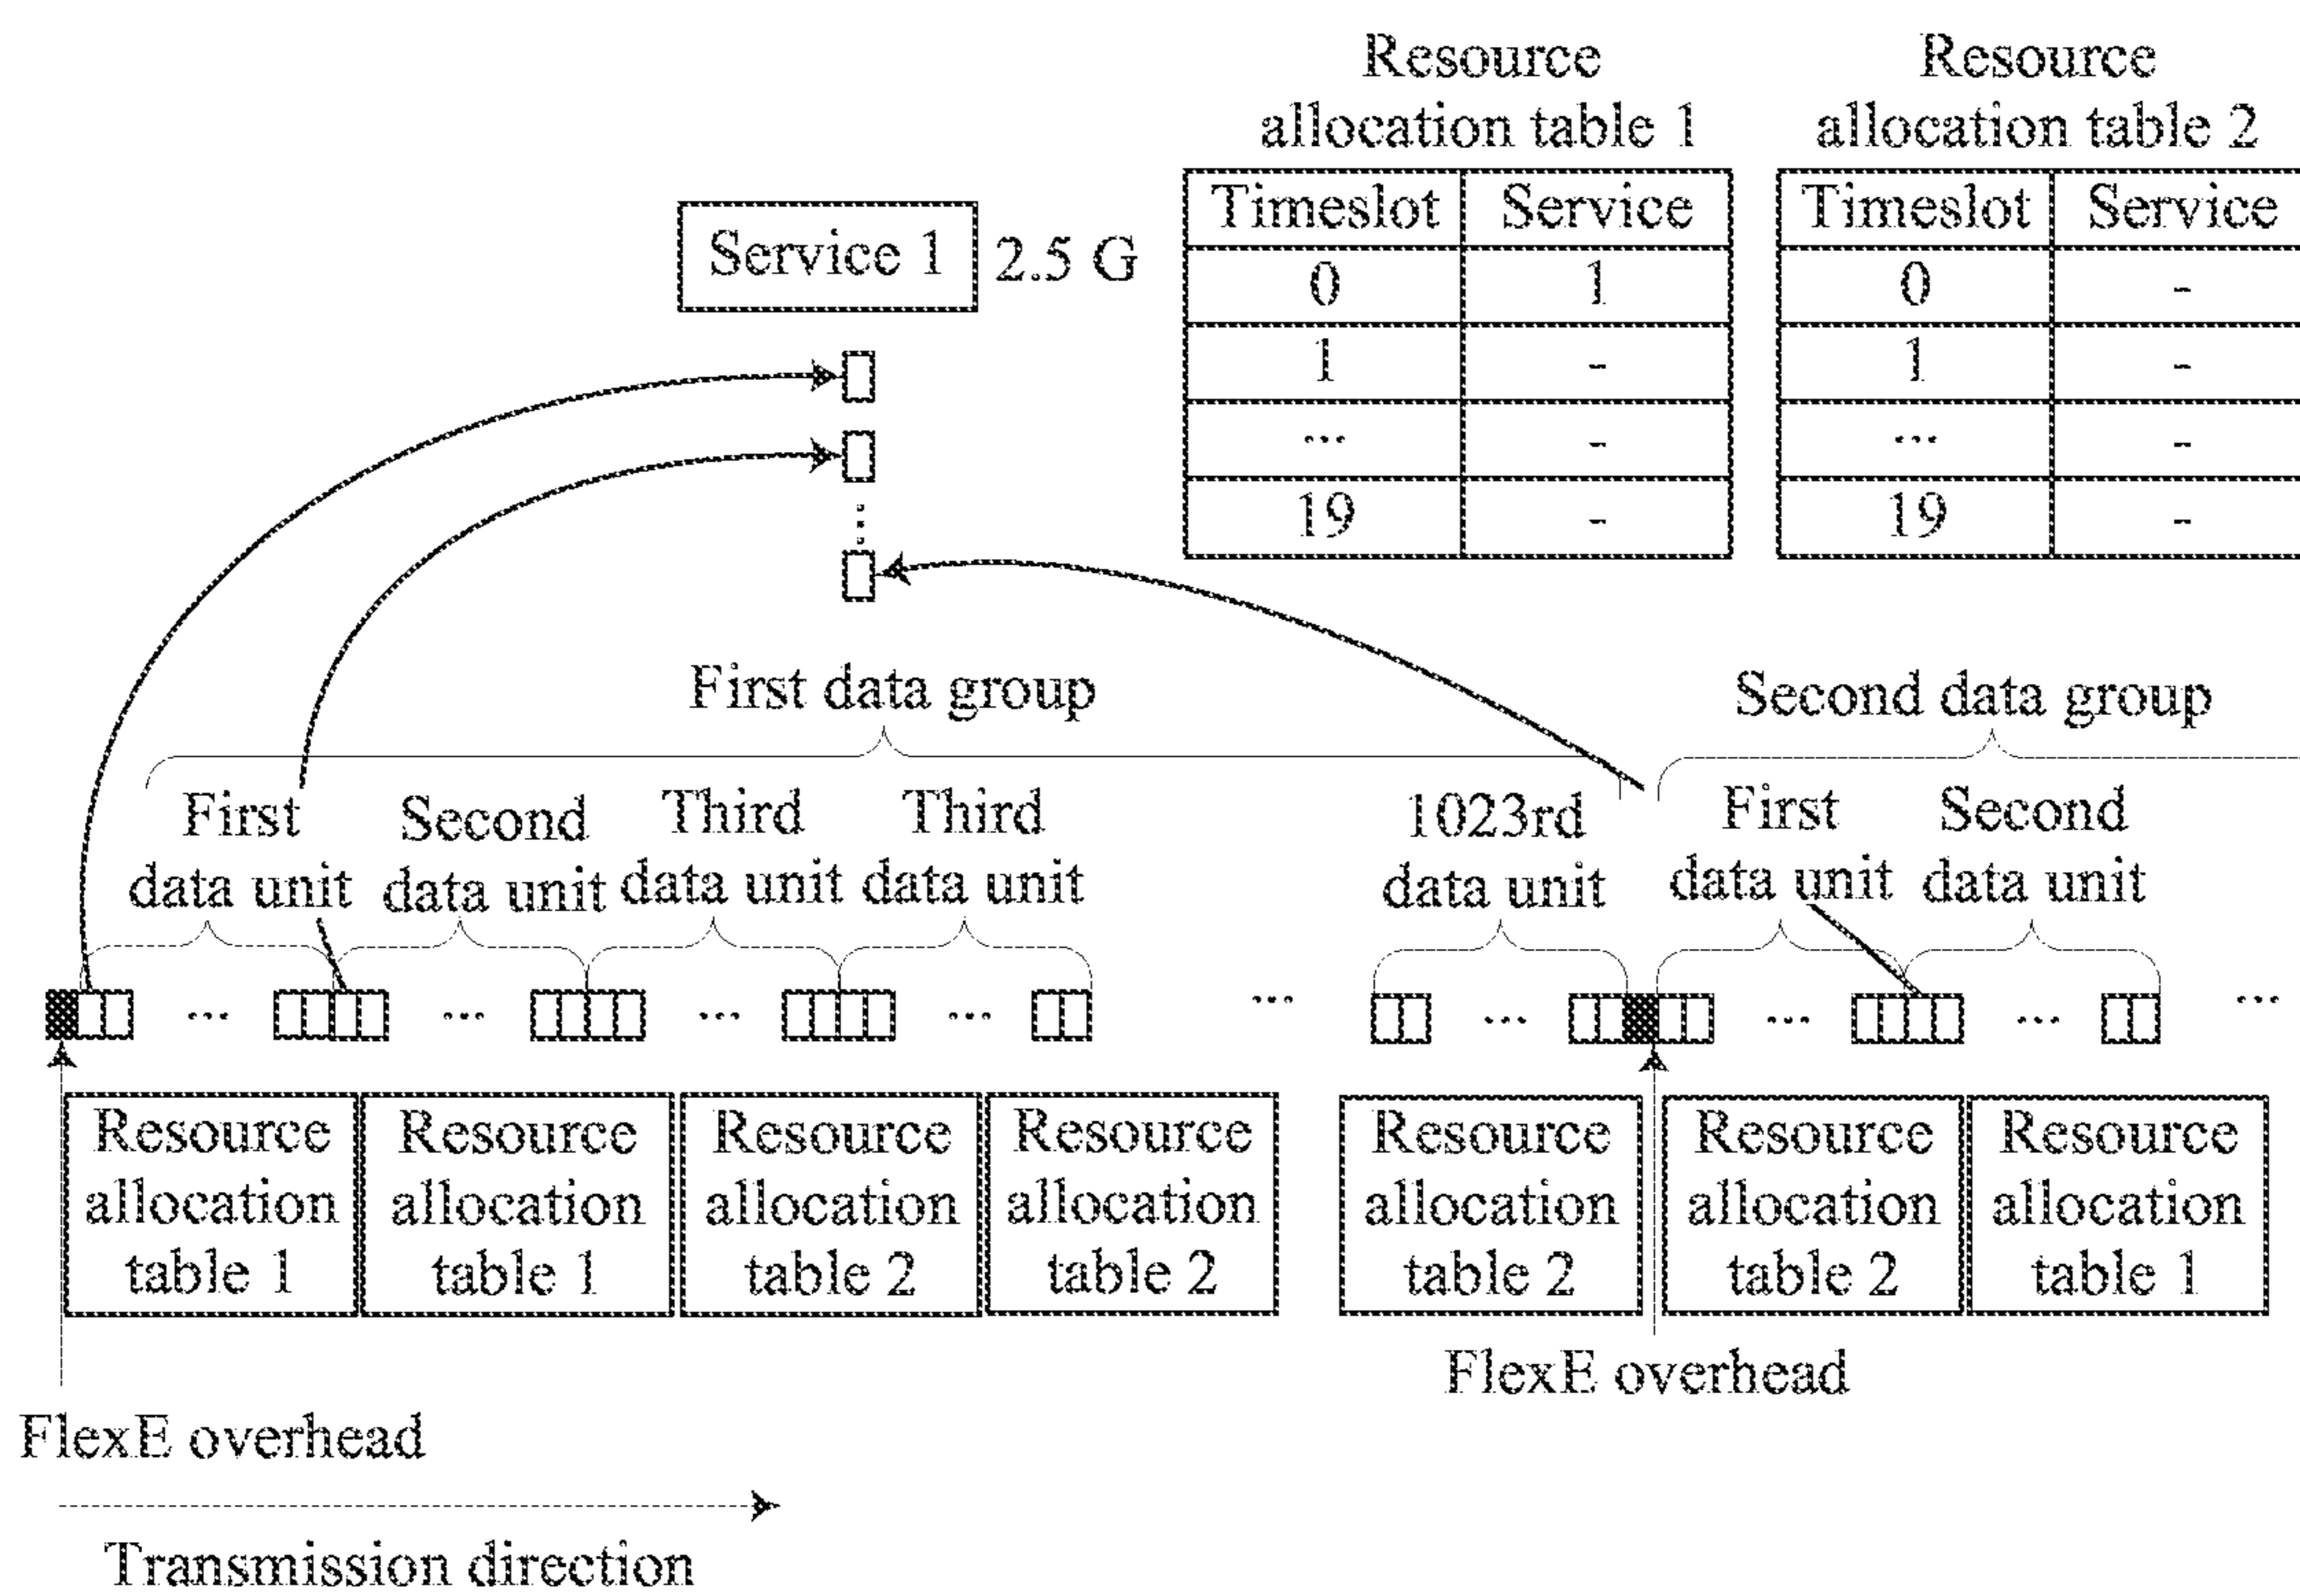 Resource
allocation table 1
Resource
allocation table 2
Timeslot Service
0 1
1 -
... -
19 -
Timeslot Service
0 -
1 -
... -
19 -
Service 1 2.5 G
First data group
Second data group
First
data unit
Second
data unit
Third
data unit
Third
data unit
1023rd
data unit
First
data unit
Second
data unit
... ... ... ... ... ... ... ... ...
Resource
allocation
table 1
Resource
allocation
table 1
Resource
allocation
table 2
Resource
allocation
table 2
Resource
allocation
table 2
Resource
allocation
table 2
Resource
allocation
table 1
FlexE overhead
FlexE overhead
Transmission direction